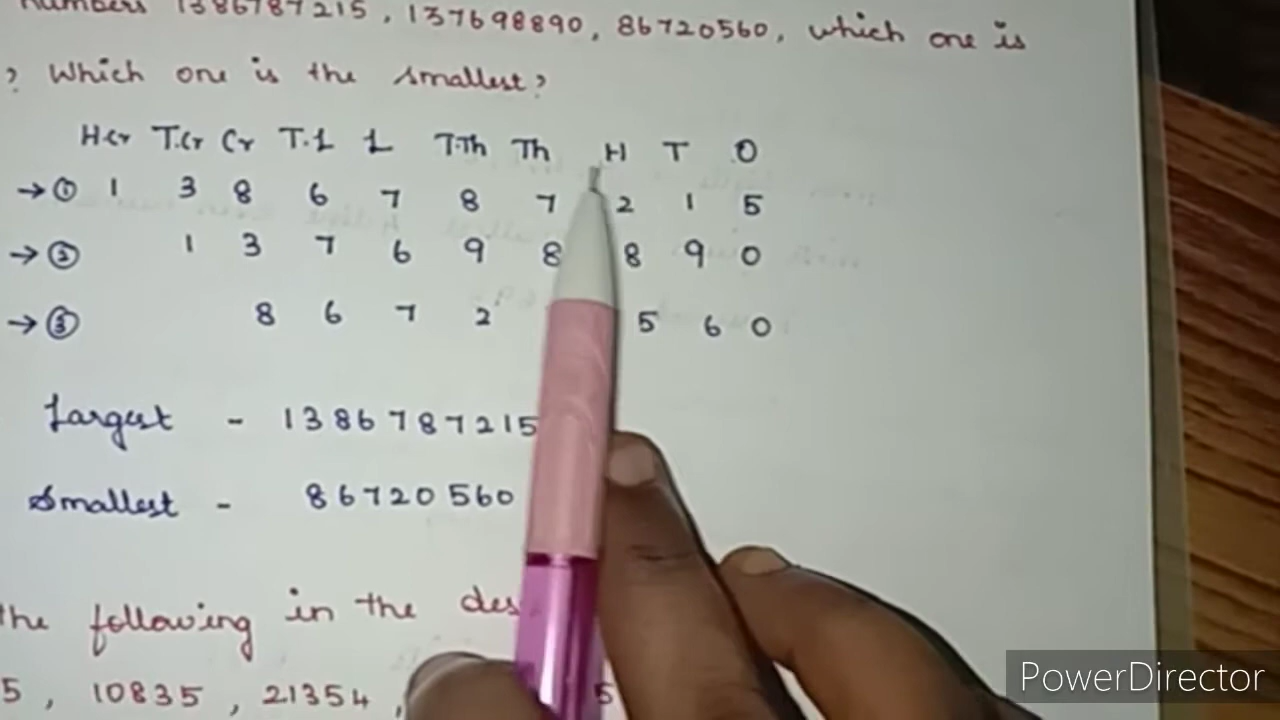 numbers 1386787215, 137698890, 86720560, which one is
? Which one is the smallest?
H.Cr T.Cr Cr T.L L T.Th Th H T O
→① 1 3 8 6 7 8 7 2 1 5
→② 1 3 7 6 9 8 8 9 0
→③ 8 6 7 2 5 6 0
Largest - 1386787215
Smallest - 86720560
the following in the des
5, 10835, 21354, 5
PowerDirector